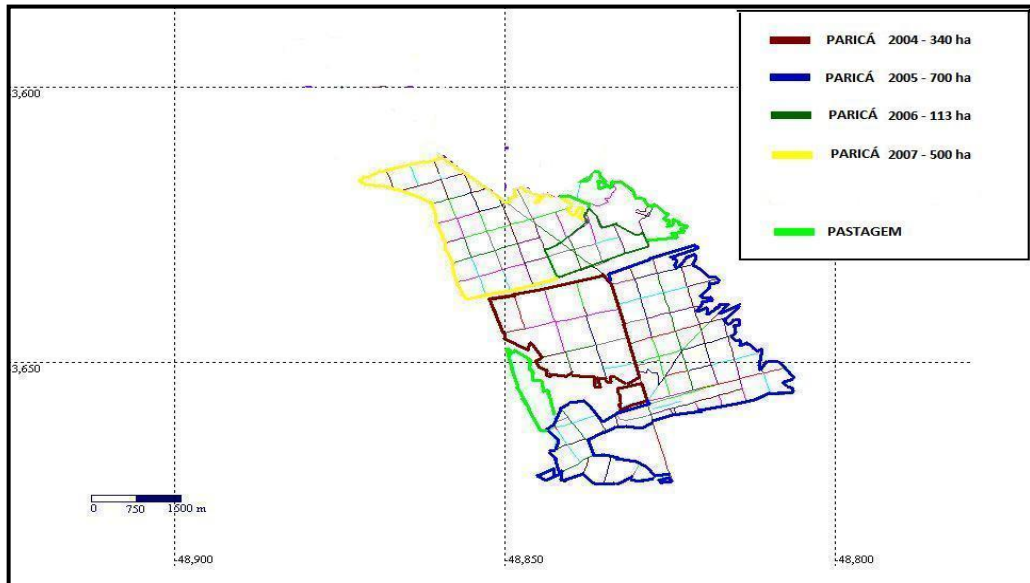 PARICÁ 2004 - 340 ha
PARICÁ 2005 - 700 ha
PARICÁ 2006 - 113 ha
PARICÁ 2007 - 500 ha
PASTAGEM
3,600
3,650
0 750 1500 m
-48,900 -48,850 -48,800